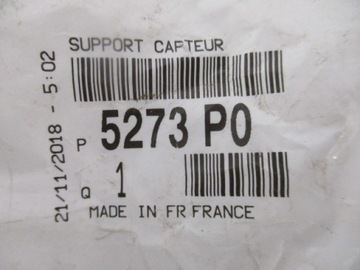 SUPPORT CAPTEUR
P 5273 P0
Q 1
MADE IN FR FRANCE
21/11/2018 - 5:02